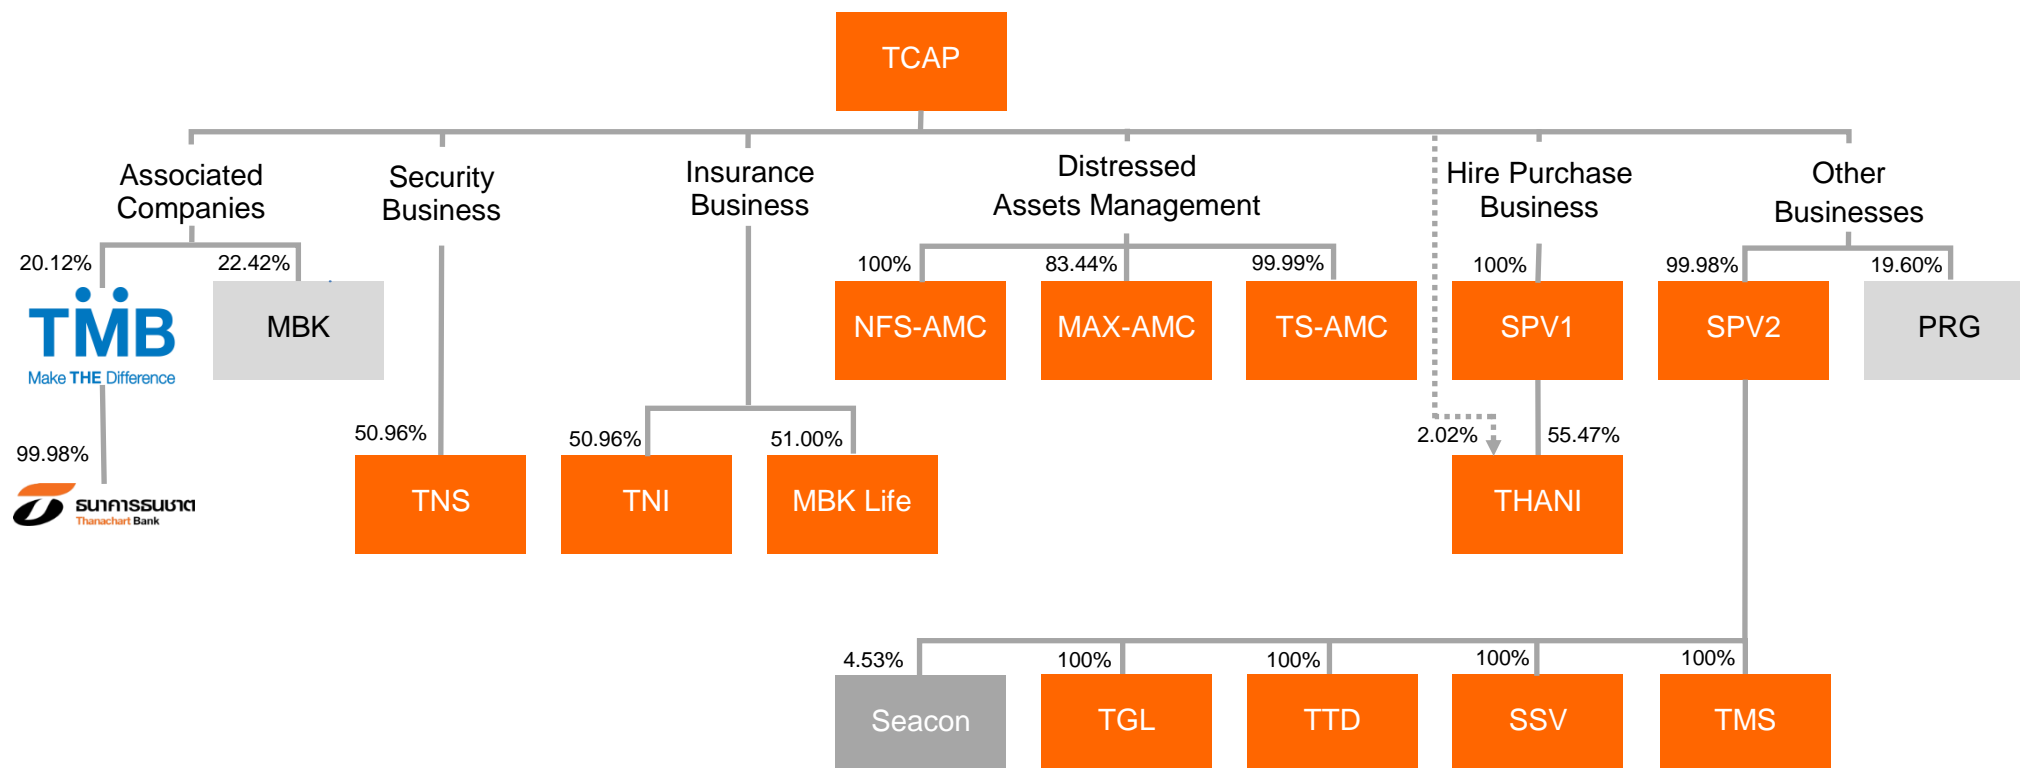 TCAP
Associated
Companies
Security
Business
Insurance
Business
Distressed
Assets Management
Hire Purchase
Business
Other
Businesses
20.12%
22.42%
100%
83.44%
99.99%
100%
99.98%
19.60%
TMB
Make THE Difference
MBK
NFS-AMC
MAX-AMC
TS-AMC
SPV1
SPV2
PRG
99.98%
50.96%
50.96%
51.00%
2.02%
55.47%
ธนาคารธนชาต
Thanachart Bank
TNS
TNI
MBK Life
THANI
4.53%
100%
100%
100%
100%
Seacon
TGL
TTD
SSV
TMS